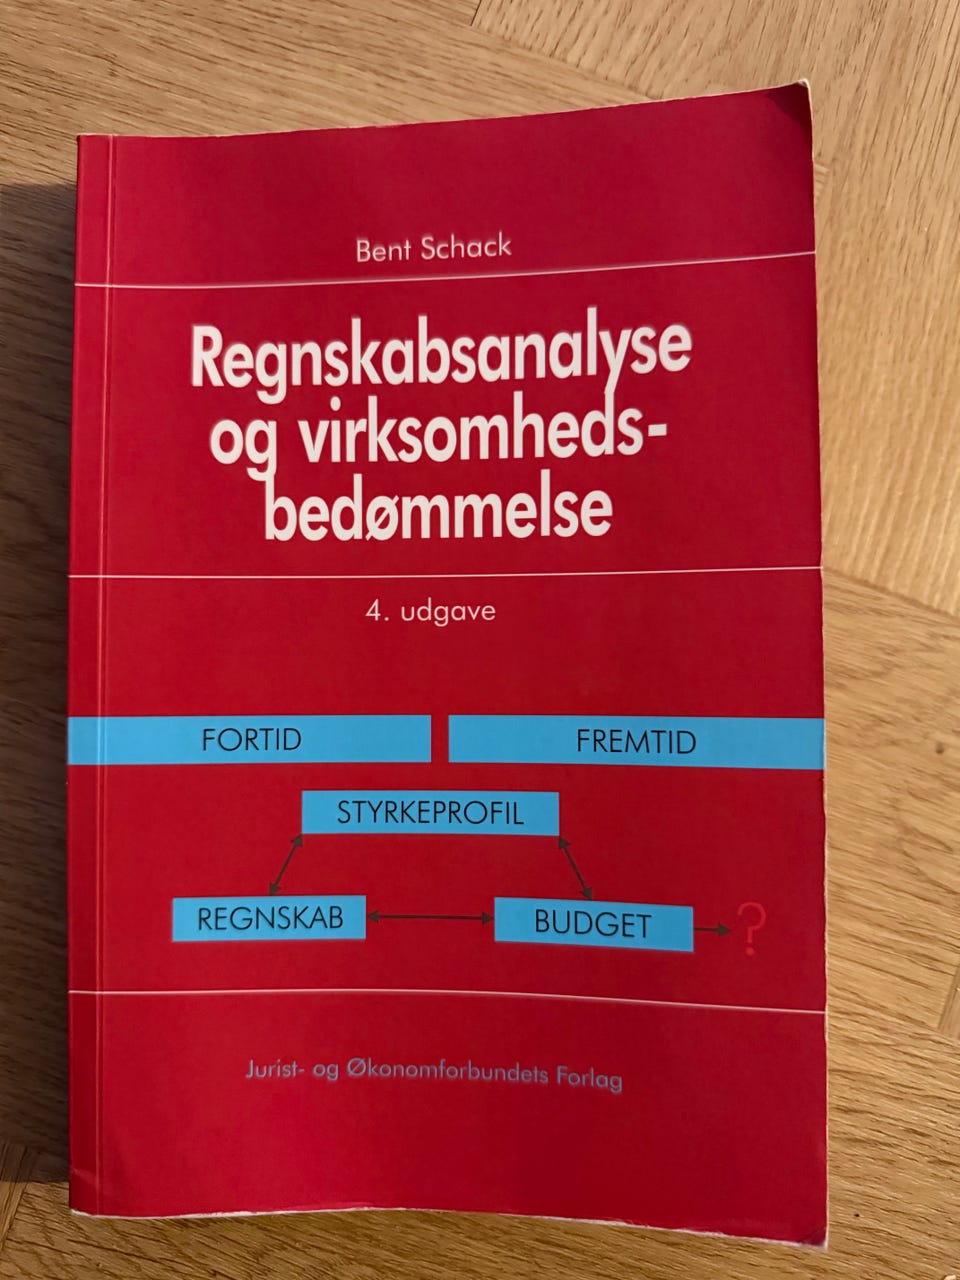 Bent Schack
Regnskabsanalyse
og virksomheds-
bedømmelse
4. udgave
FORTID
FREMTID
STYRKEPROFIL
REGNSKAB
BUDGET
?
Jurist- og Økonomforbundets Forlag